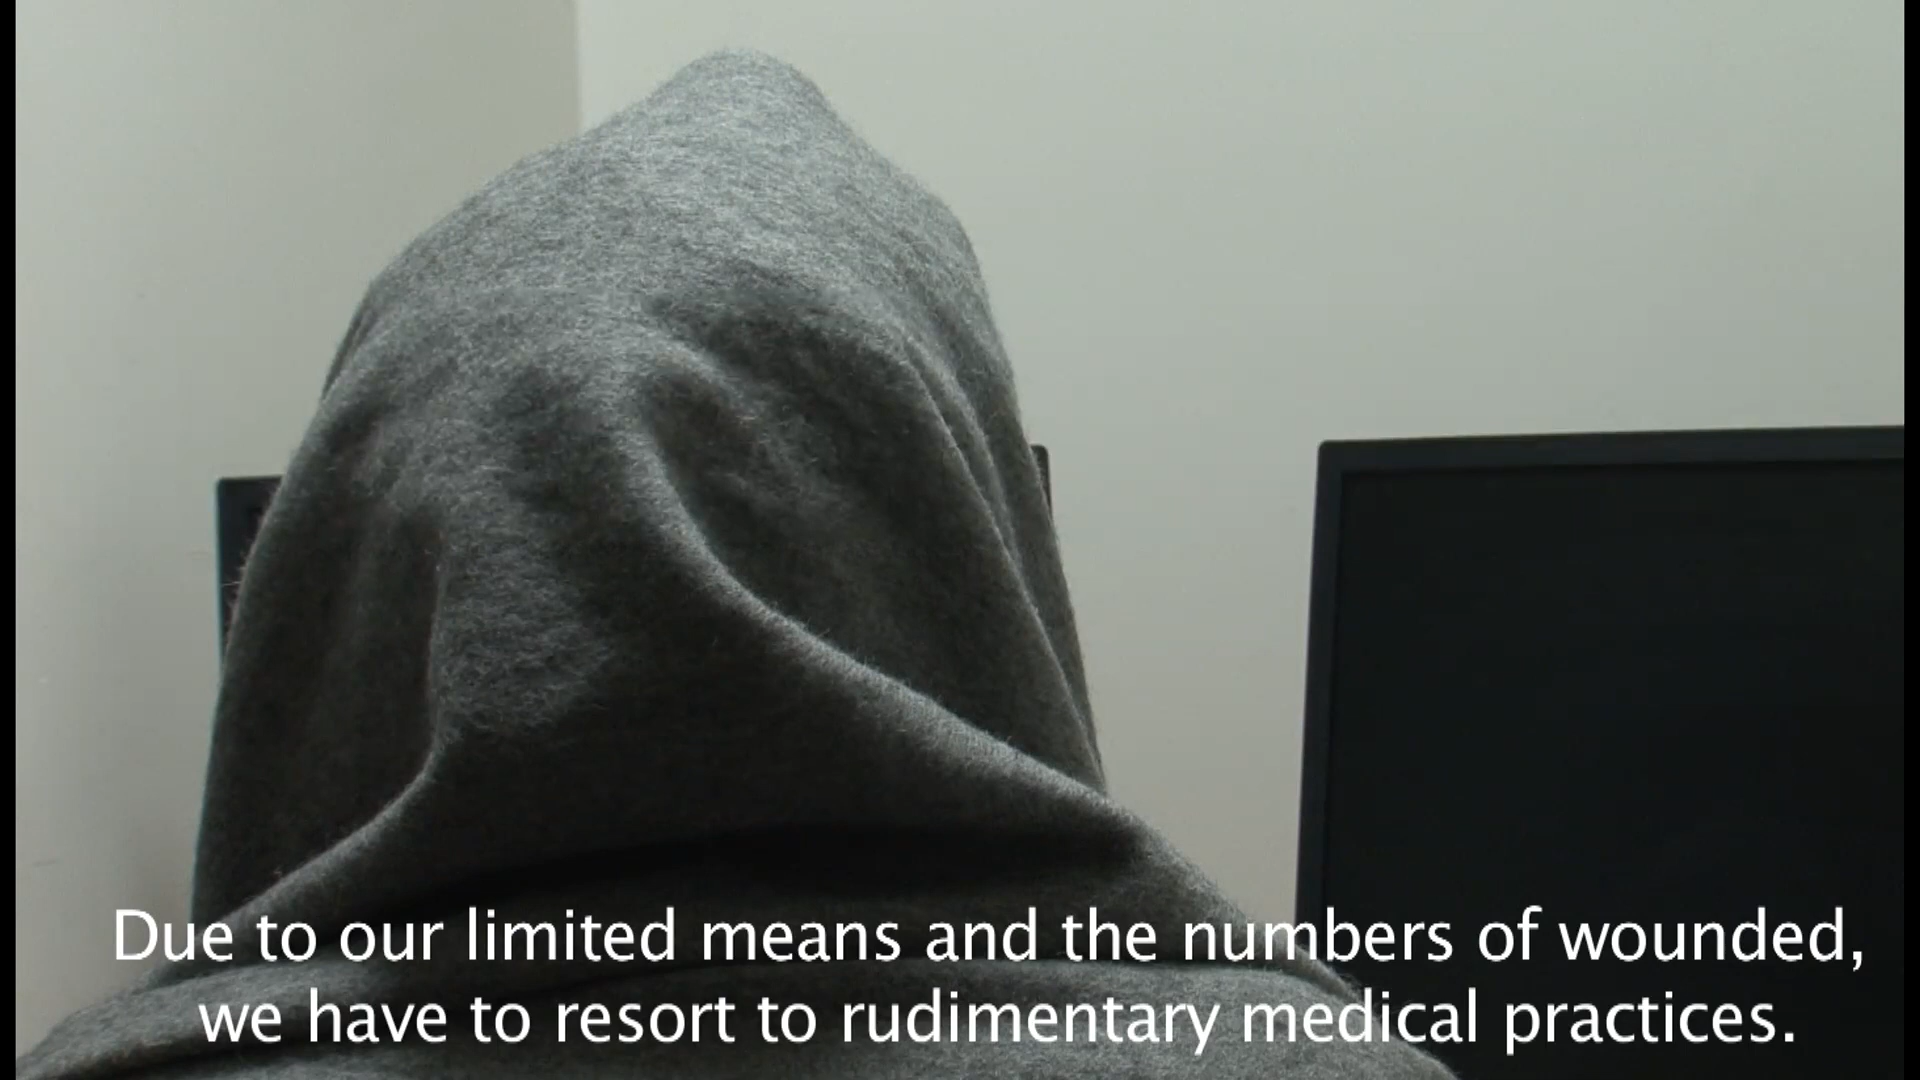 Due to our limited means and the numbers of wounded,
we have to resort to rudimentary medical practices.